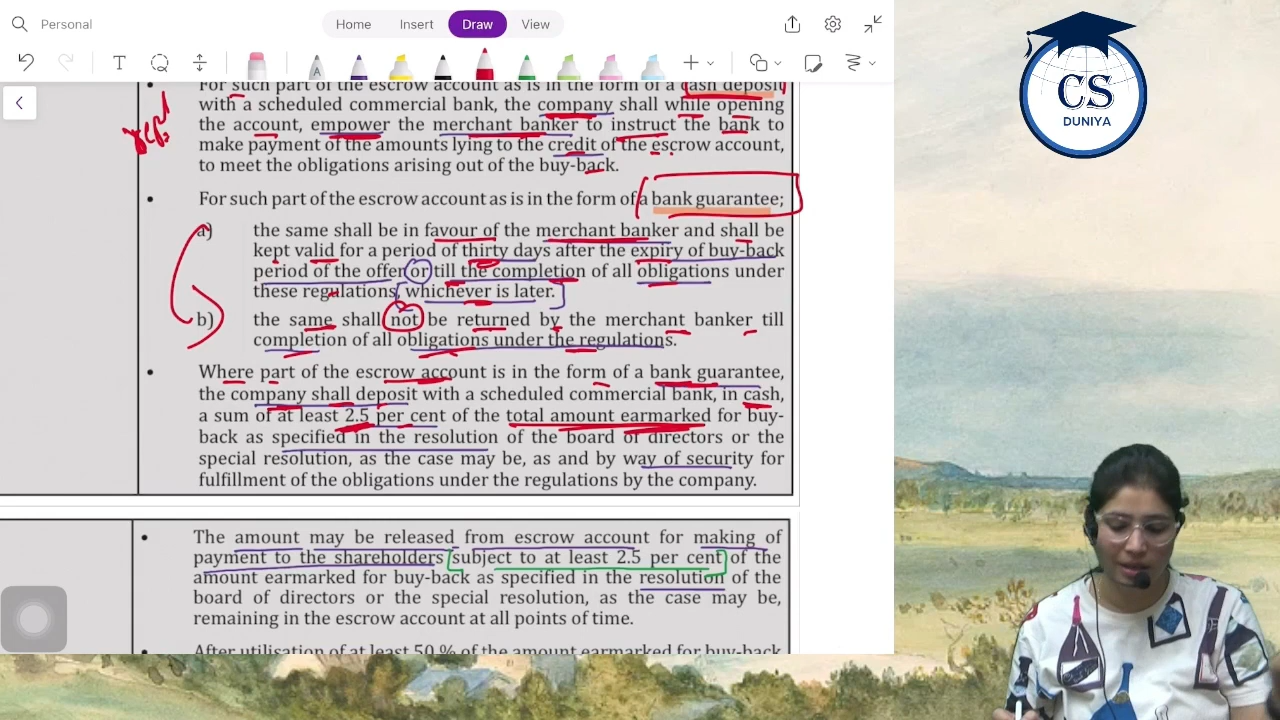 Personal
Home Insert Draw View
T
A
For such part of the escrow account as is in the form of a cash deposit
with a scheduled commercial bank, the company shall while opening
the account, empower the merchant banker to instruct the bank to
make payment of the amounts lying to the credit of the escrow account,
to meet the obligations arising out of the buy-back.
• For such part of the escrow account as is in the form of a bank guarantee;
a) the same shall be in favour of the merchant banker and shall be
kept valid for a period of thirty days after the expiry of buy-back
period of the offer or till the completion of all obligations under
these regulations, whichever is later.
b) the same shall not be returned by the merchant banker till
completion of all obligations under the regulations.
• Where part of the escrow account is in the form of a bank guarantee,
the company shall deposit with a scheduled commercial bank, in cash,
a sum of at least 2.5 per cent of the total amount earmarked for buy-
back as specified in the resolution of the board of directors or the
special resolution, as the case may be, as and by way of security for
fulfillment of the obligations under the regulations by the company.
• The amount may be released from escrow account for making of
payment to the shareholders subject to at least 2.5 per cent of the
amount earmarked for buy-back as specified in the resolution of the
board of directors or the special resolution, as the case may be,
remaining in the escrow account at all points of time.
• After utilisation of at least 50 % of the amount earmarked for buy-back
CS
DUNIYA